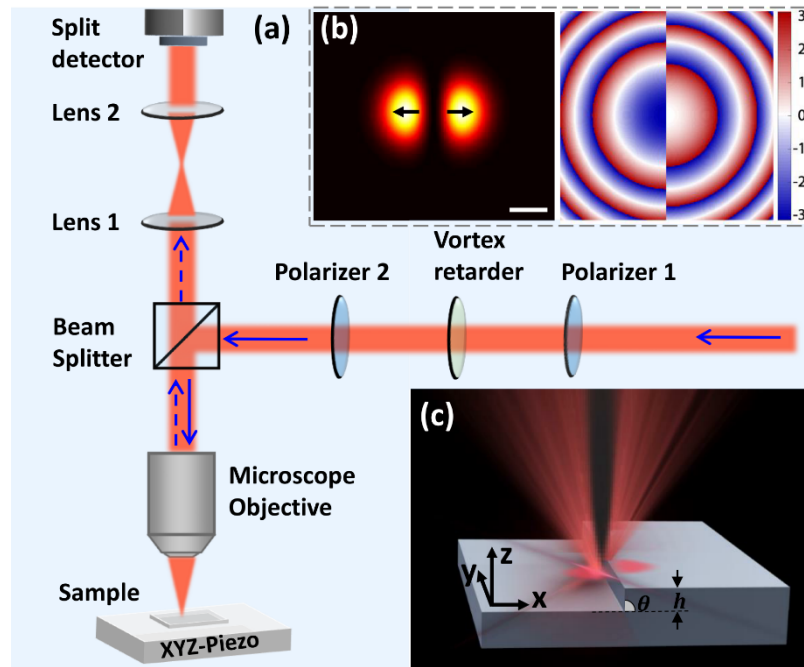 Split
detector
(a)
Lens 2
Lens 1
Beam
Splitter
Polarizer 2
Vortex
retarder
Polarizer 1
Microscope
Objective
Sample
XYZ-Piezo
(b)
3
2
1
0
-1
-2
-3
(c)
z
y
x
θ
h